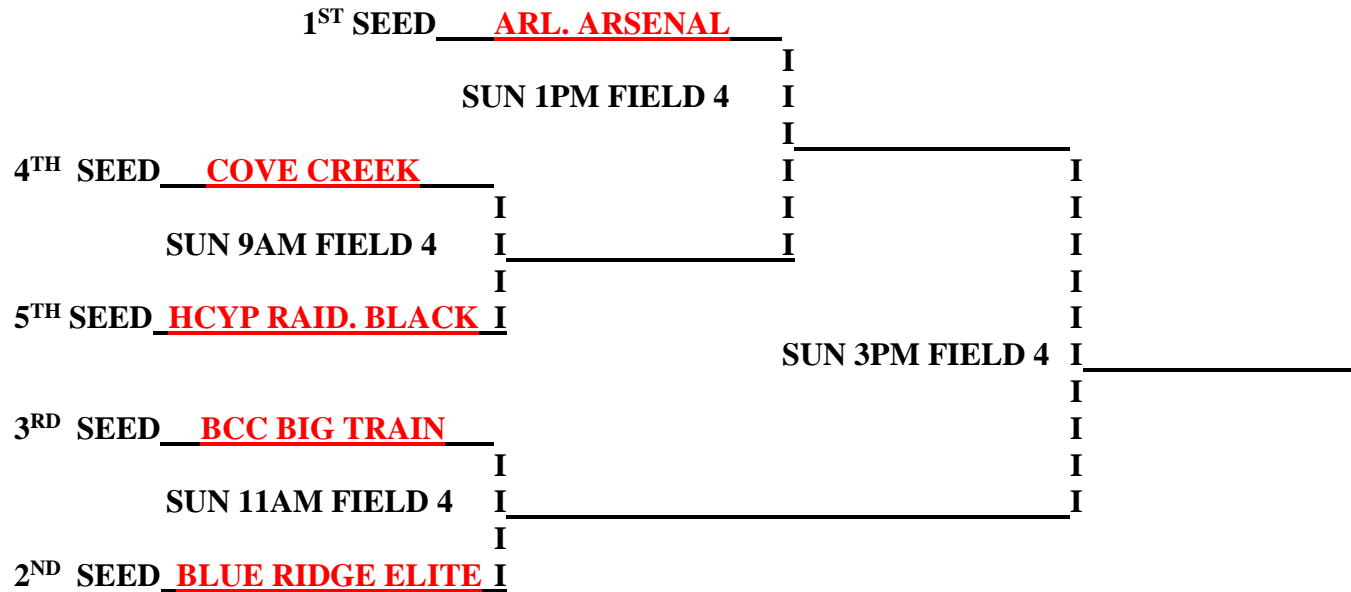 1ST SEED ARL. ARSENAL
SUN 1PM FIELD 4
4TH SEED COVE CREEK
SUN 9AM FIELD 4
5TH SEED HCYP RAID. BLACK
SUN 3PM FIELD 4
3RD SEED BCC BIG TRAIN
SUN 11AM FIELD 4
2ND SEED BLUE RIDGE ELITE